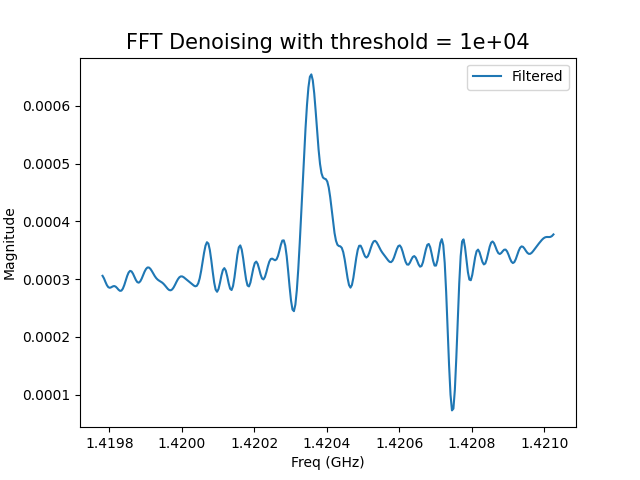 FFT Denoising with threshold = 1e+04
Filtered
Magnitude
0.0006
0.0005
0.0004
0.0003
0.0002
0.0001
1.4198 1.4200 1.4202 1.4204 1.4206 1.4208 1.4210
Freq (GHz)